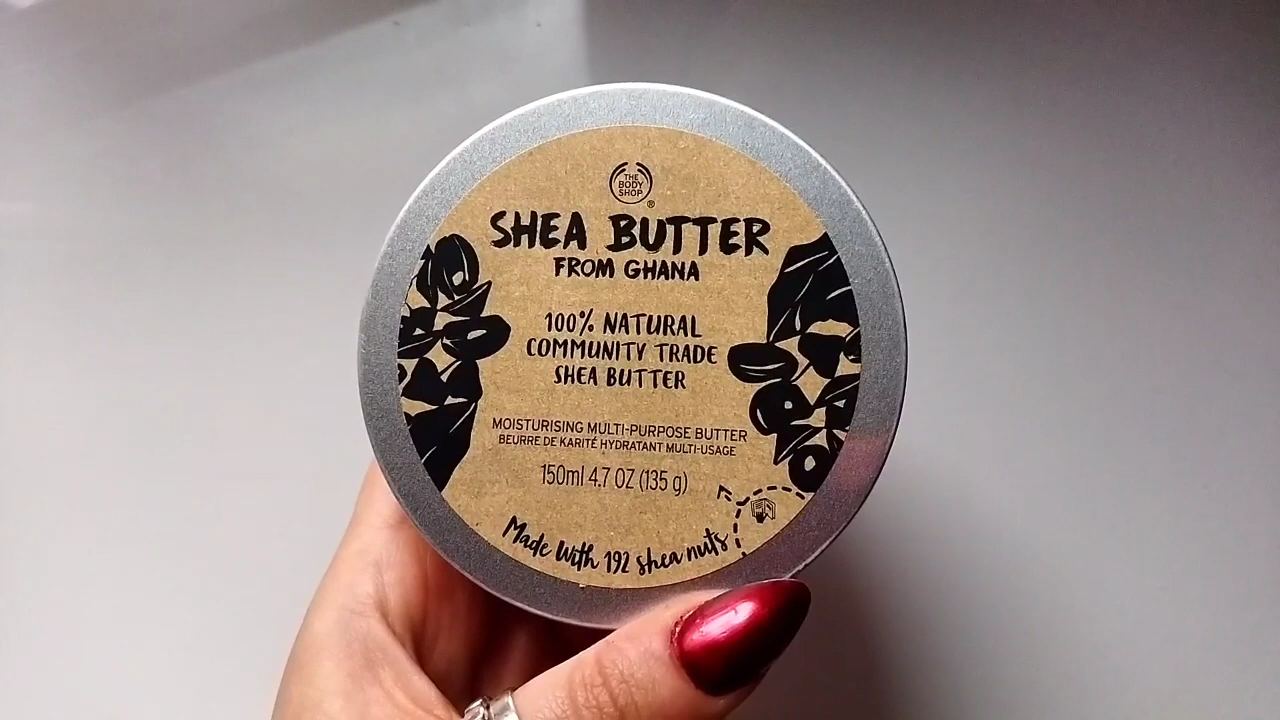 THE
BODY
SHOP
®
SHEA BUTTER
FROM GHANA
100% NATURAL
COMMUNITY TRADE
SHEA BUTTER
MOISTURISING MULTI-PURPOSE BUTTER
BEURRE DE KARITÉ HYDRATANT MULTI-USAGE
150ml 4.7 OZ (135 g)
Made With 192 shea nuts